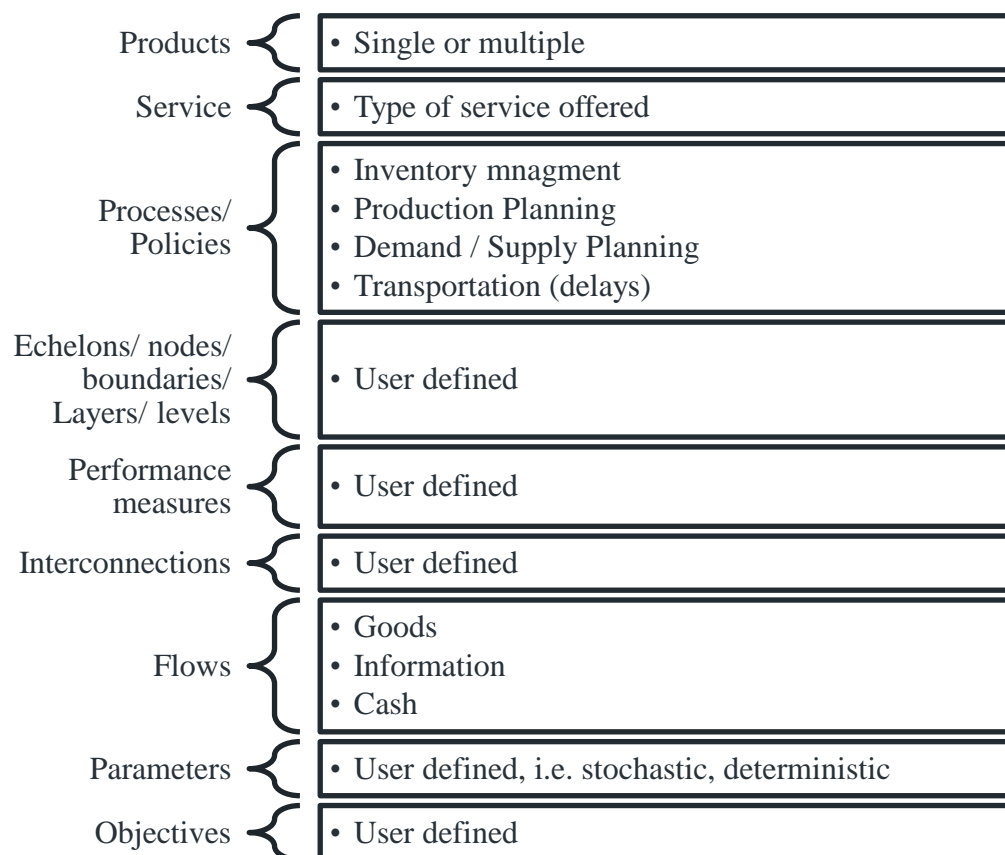 Products
• Single or multiple
Service
• Type of service offered
Processes/
Policies
• Inventory mnagment
• Production Planning
• Demand / Supply Planning
• Transportation (delays)
Echelons/ nodes/
boundaries/
Layers/ levels
• User defined
Performance
measures
• User defined
Interconnections
• User defined
Flows
• Goods
• Information
• Cash
Parameters
• User defined, i.e. stochastic, deterministic
Objectives
• User defined